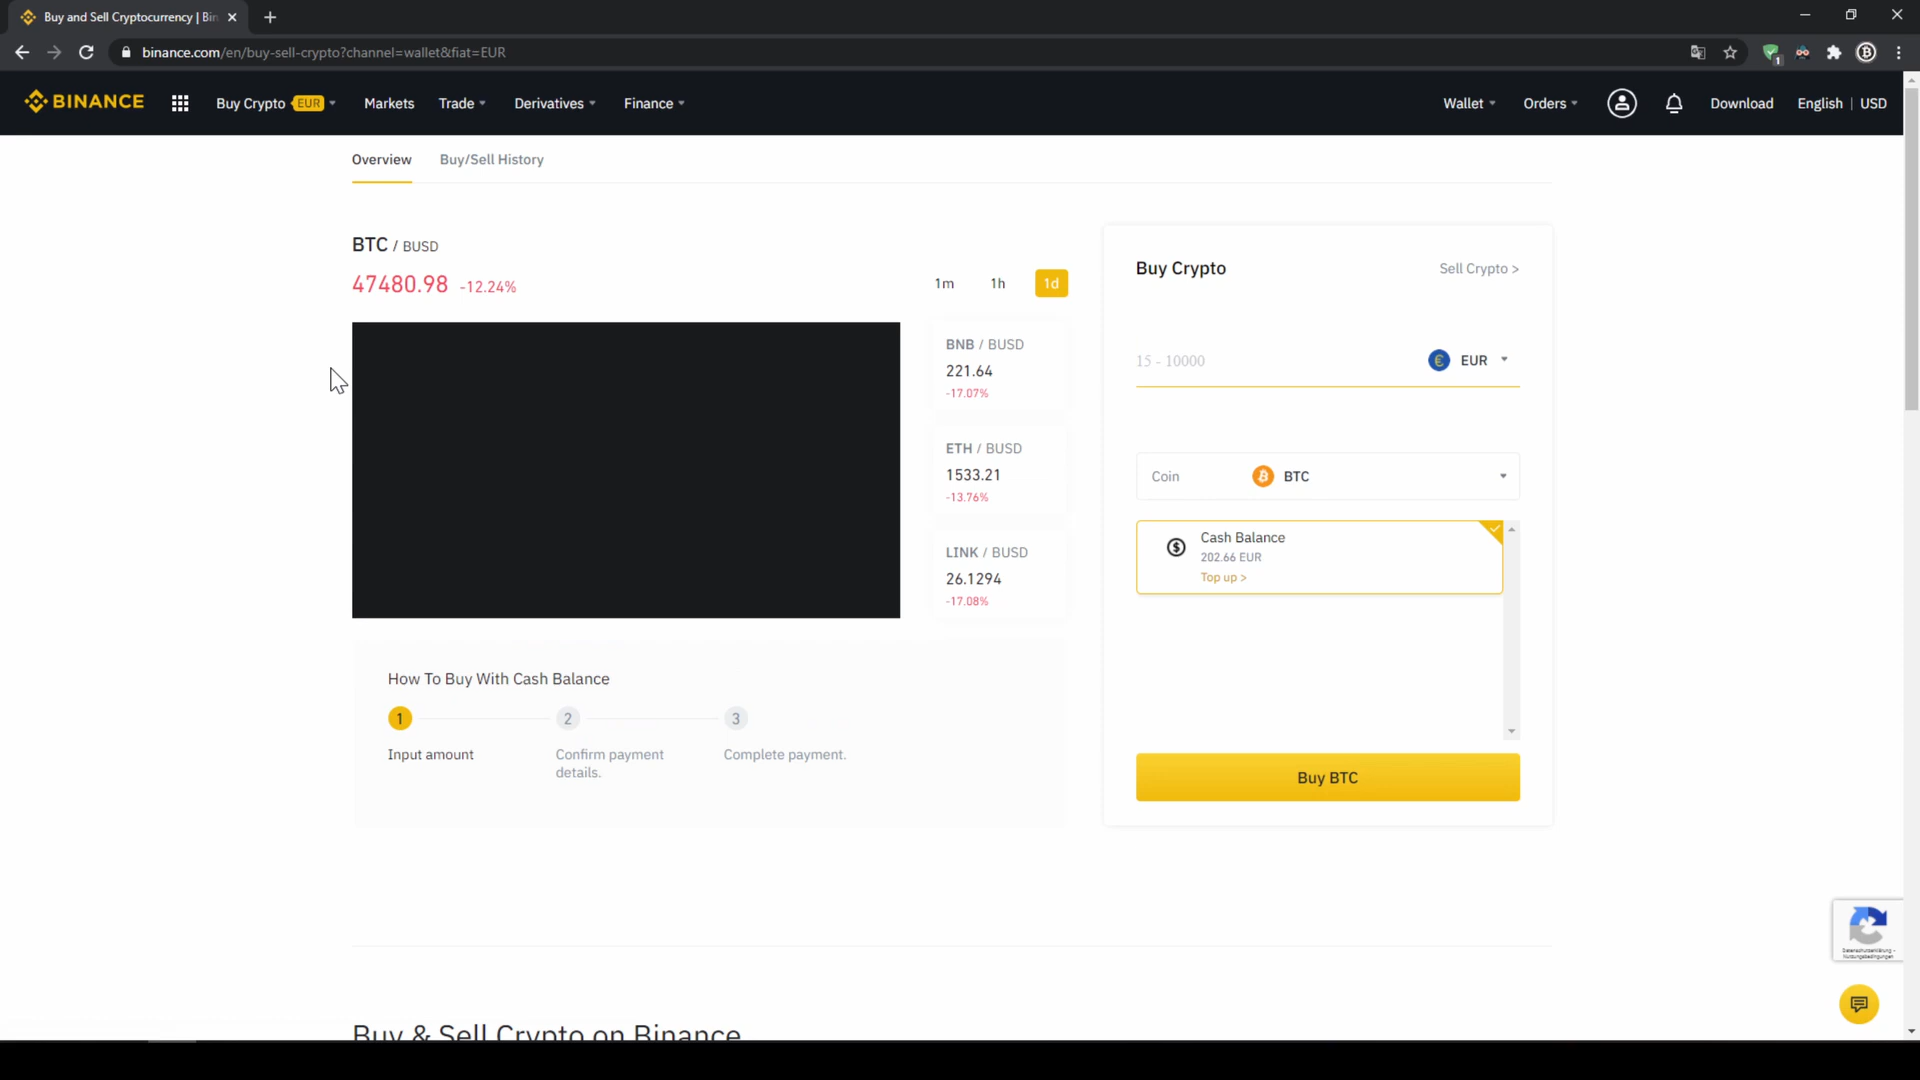 Buy and Sell Cryptocurrency | Bin
binance.com/en/buy-sell-crypto?channel=wallet&fiat=EUR
1
BINANCE
Buy Crypto EUR
Markets
Trade
Derivatives
Finance
Wallet
Orders
Download
English | USD
Overview
Buy/Sell History
BTC / BUSD
47480.98 -12.24%
1m
1h
1d
BNB / BUSD
221.64
-17.07%
ETH / BUSD
1533.21
-13.76%
LINK / BUSD
26.1294
-17.08%
How To Buy With Cash Balance
1
2
3
Input amount
Confirm payment
details.
Complete payment.
Buy Crypto
Sell Crypto >
15 - 10000
EUR
Coin
BTC
Cash Balance
202.66 EUR
Top up >
Buy BTC
Datenschutzerklärung -
Nutzungsbedingungen
Buy & Sell Crypto on Binance